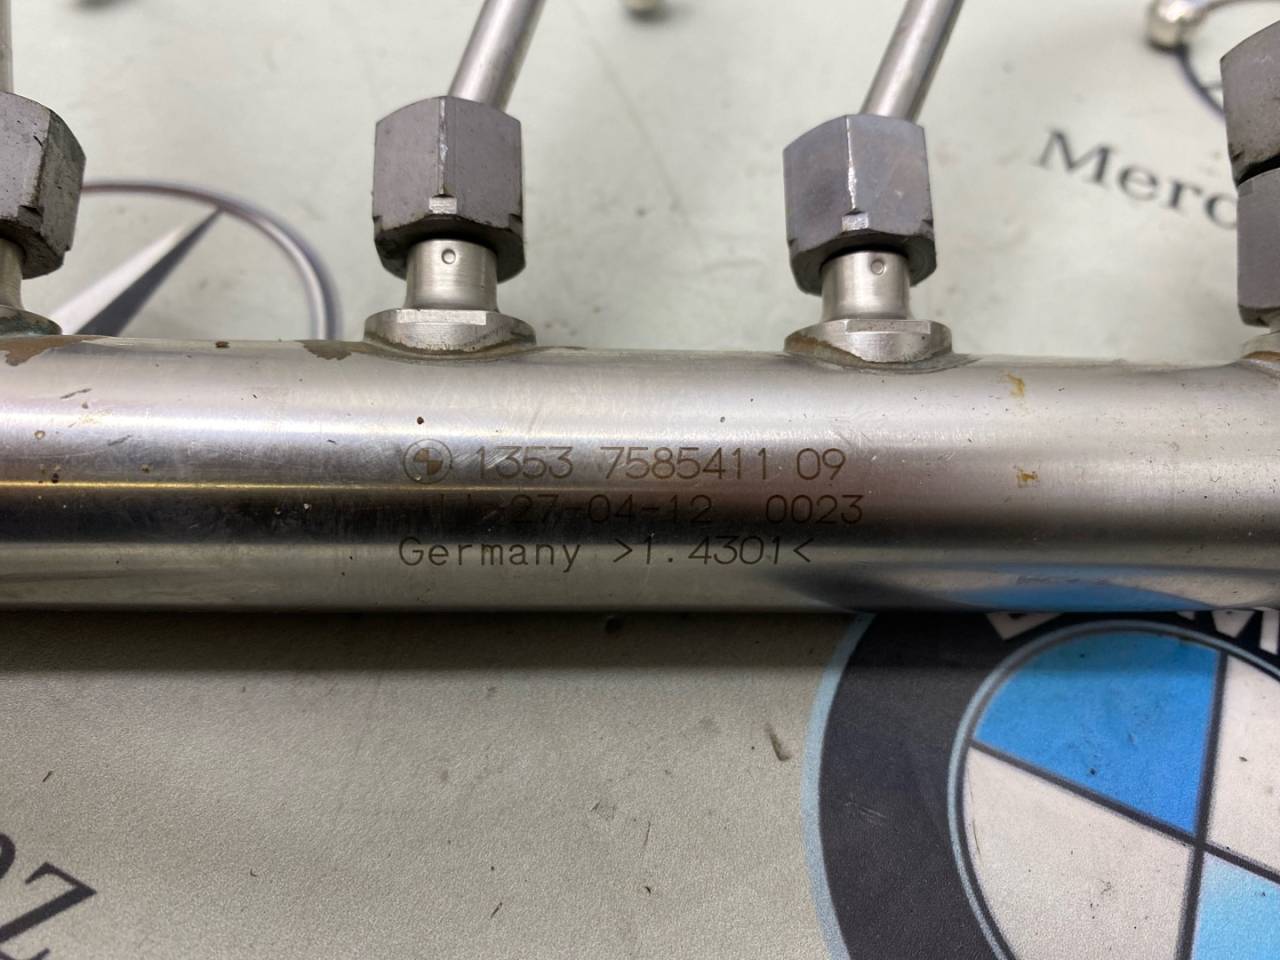 Merc
1353 7585411 09
27-04-12 0023
Germany >1.4301<